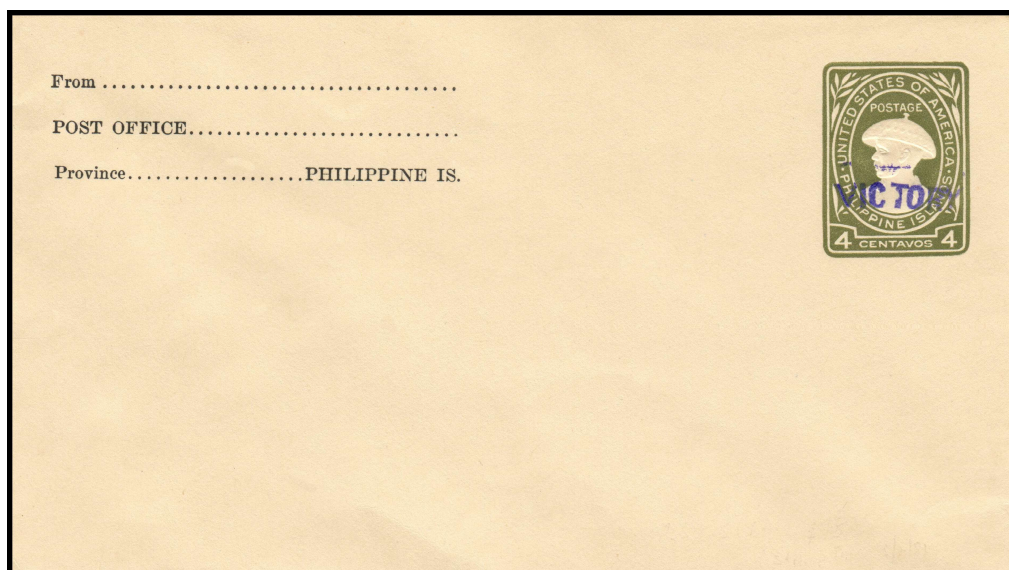 From ......................................
POST OFFICE.............................
Province...................PHILIPPINE IS.
UNITED STATES OF AMERICA
POSTAGE
VICTORY
PHILIPPINE ISLANDS
4 CENTAVOS 4